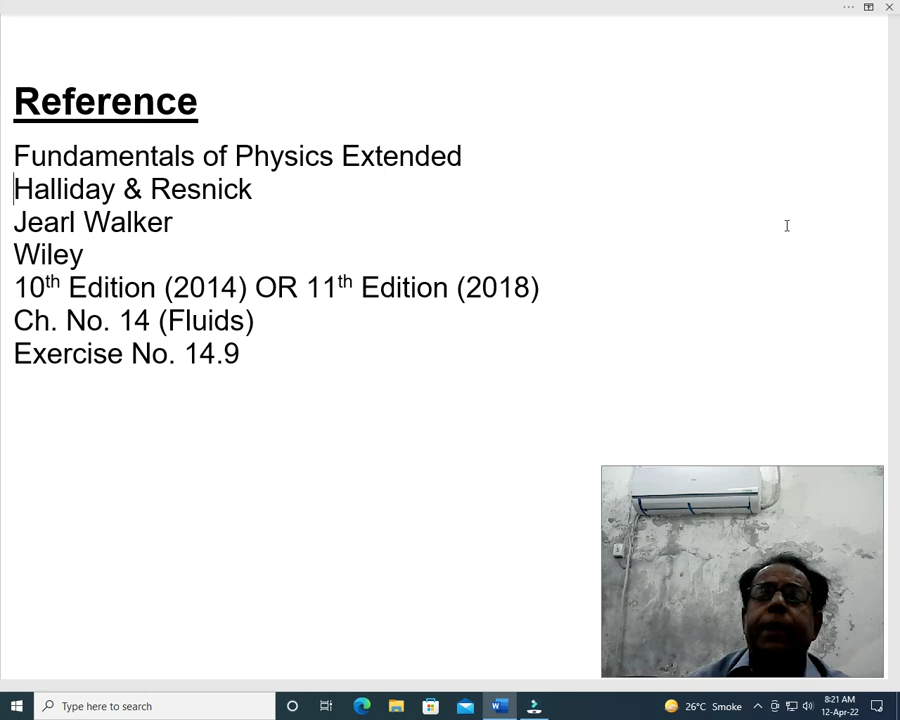 Reference
Fundamentals of Physics Extended
Halliday & Resnick
Jearl Walker
Wiley
10th Edition (2014) OR 11th Edition (2018)
Ch. No. 14 (Fluids)
Exercise No. 14.9
Type here to search
26°C Smoke
8:21 AM
12-Apr-22